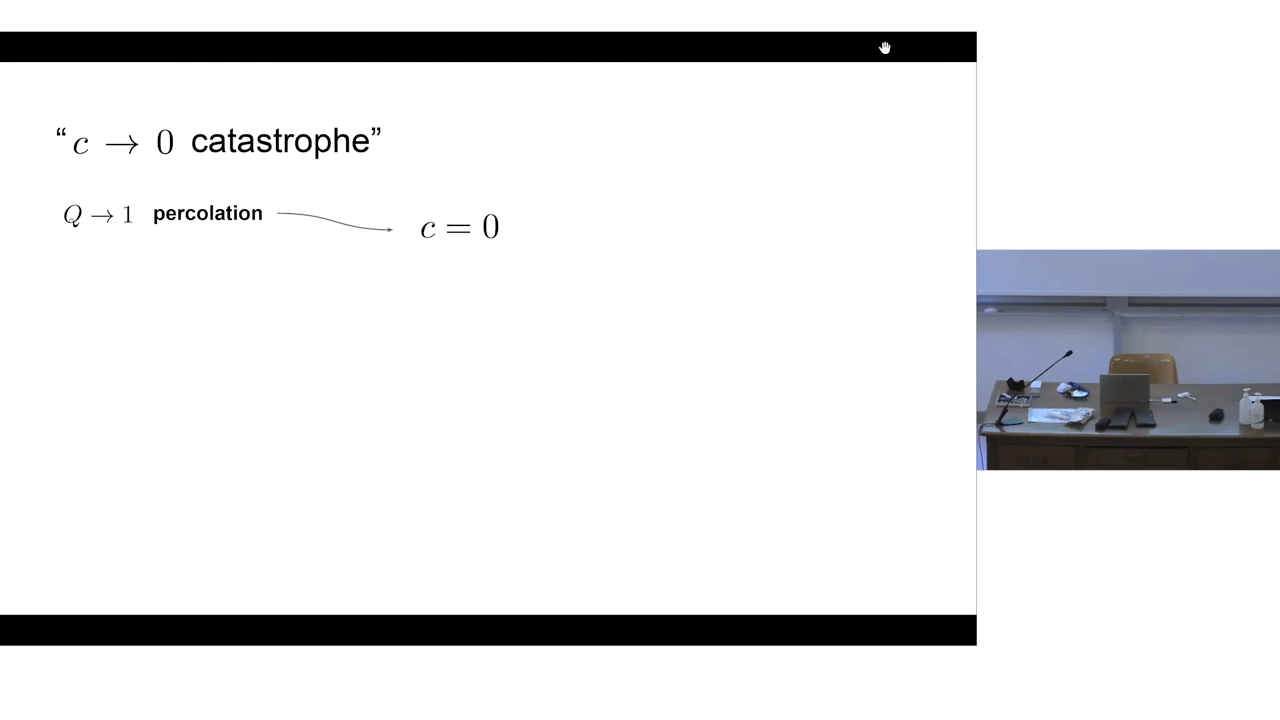 “c → 0 catastrophe”
Q → 1 percolation
c = 0